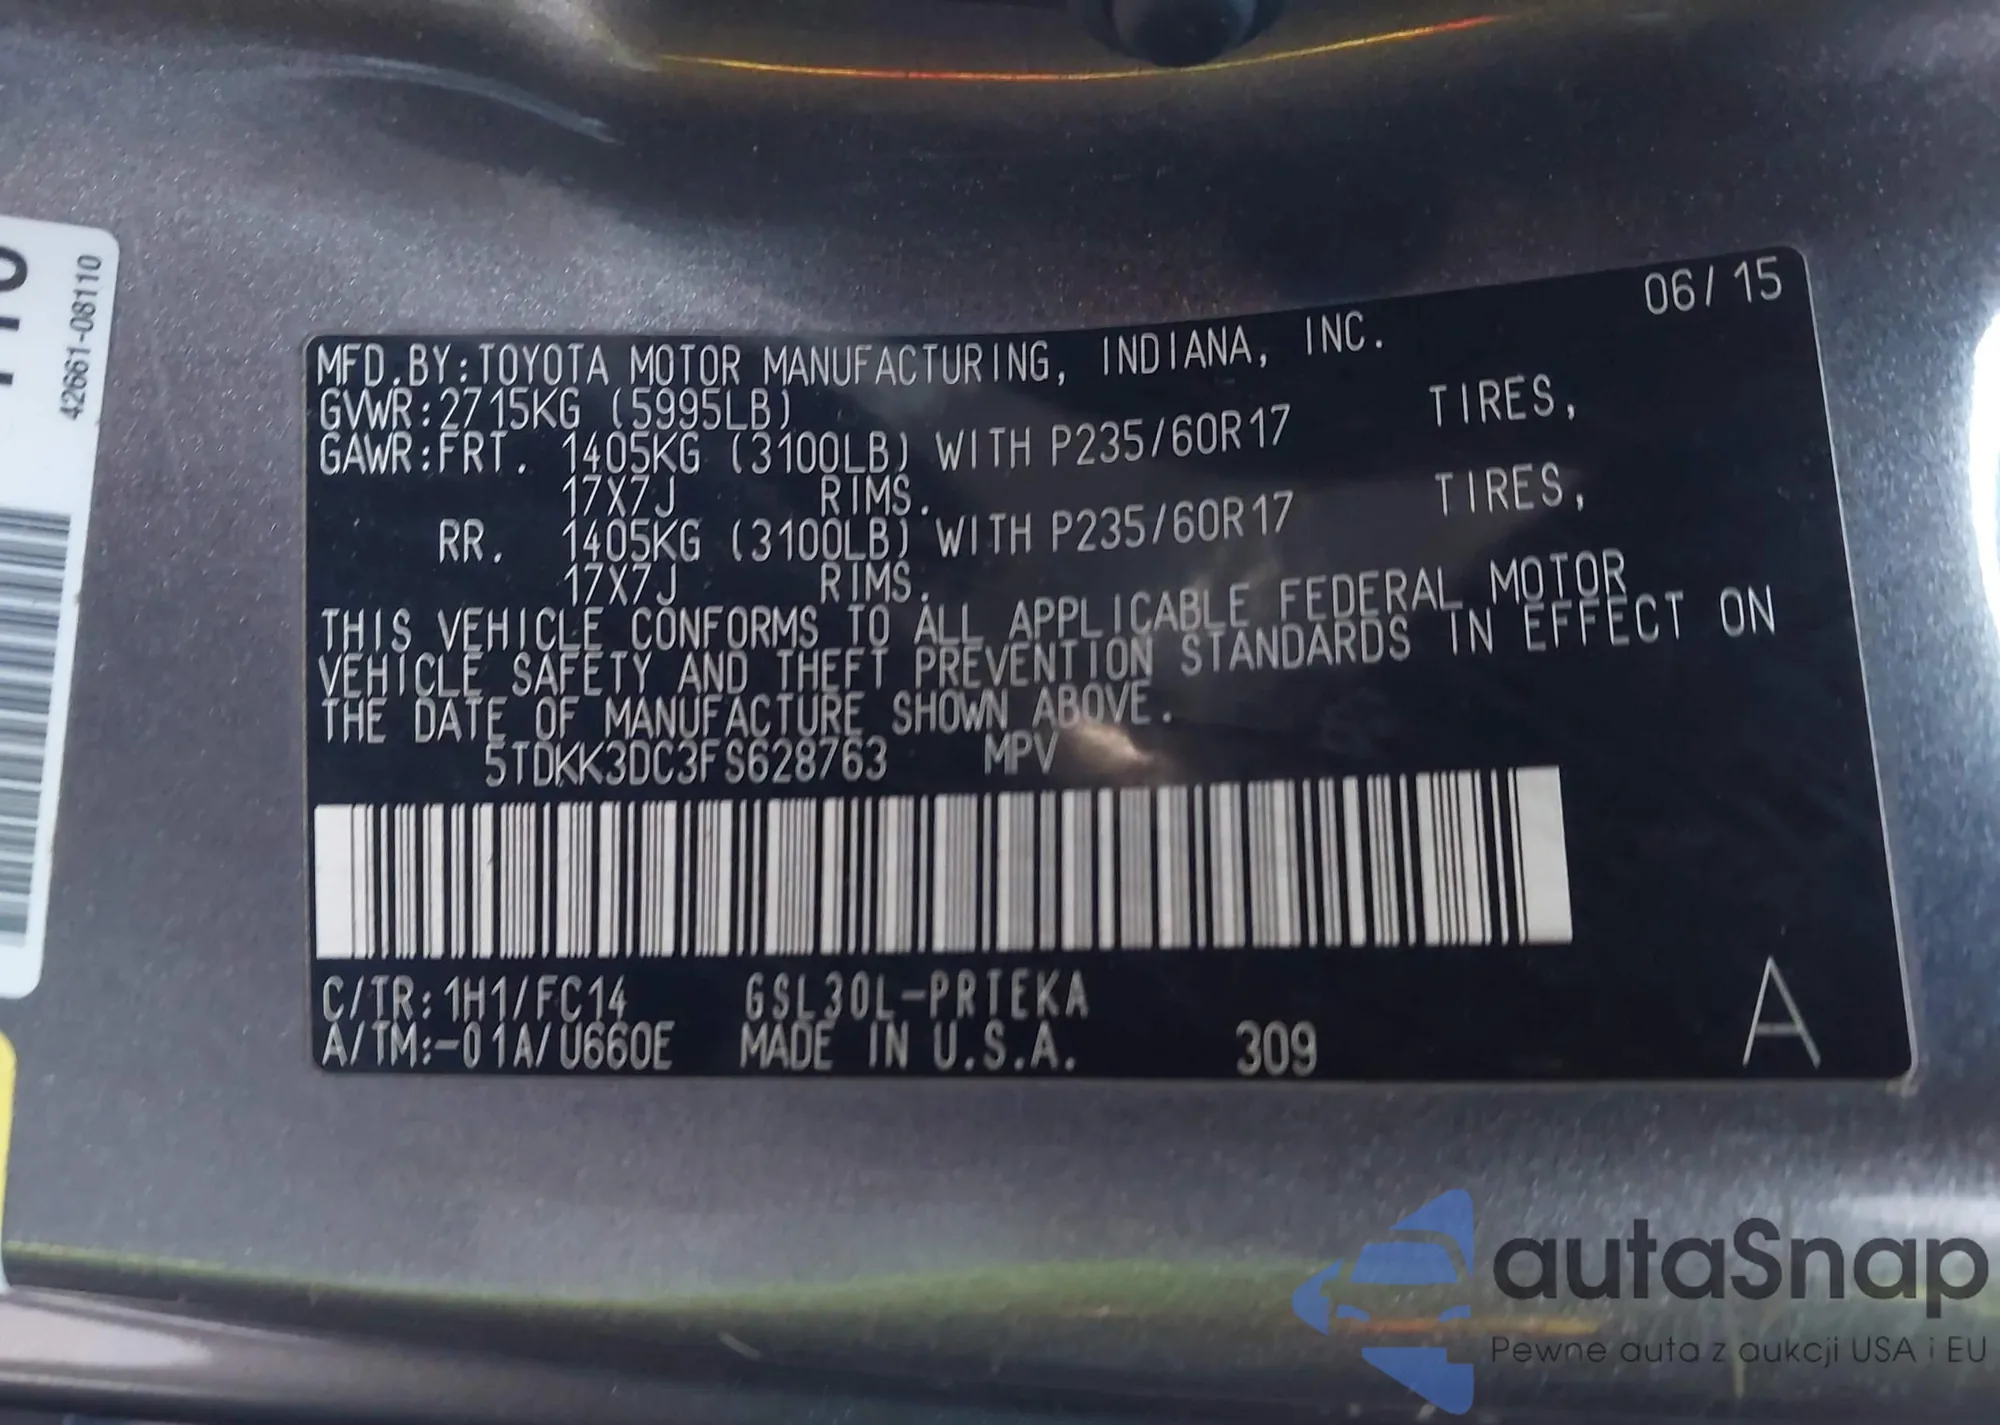 42661-08110
06/15
MFD.BY:TOYOTA MOTOR MANUFACTURING, INDIANA, INC.
GVWR:2715KG (5995LB)
GAWR:FRT. 1405KG (3100LB) WITH P235/60R17 TIRES,
17X7J RIMS.
RR. 1405KG (3100LB) WITH P235/60R17 TIRES,
17X7J RIMS.
THIS VEHICLE CONFORMS TO ALL APPLICABLE FEDERAL MOTOR
VEHICLE SAFETY AND THEFT PREVENTION STANDARDS IN EFFECT ON
THE DATE OF MANUFACTURE SHOWN ABOVE.
5TDKK3DC3FS628763 MPV
C/TR:1H1/FC14 GSL30L-PRTEKA
A/TM:-01A/U660E MADE IN U.S.A. 309
A
autaSnap
Pewne auta z aukcji USA i EU